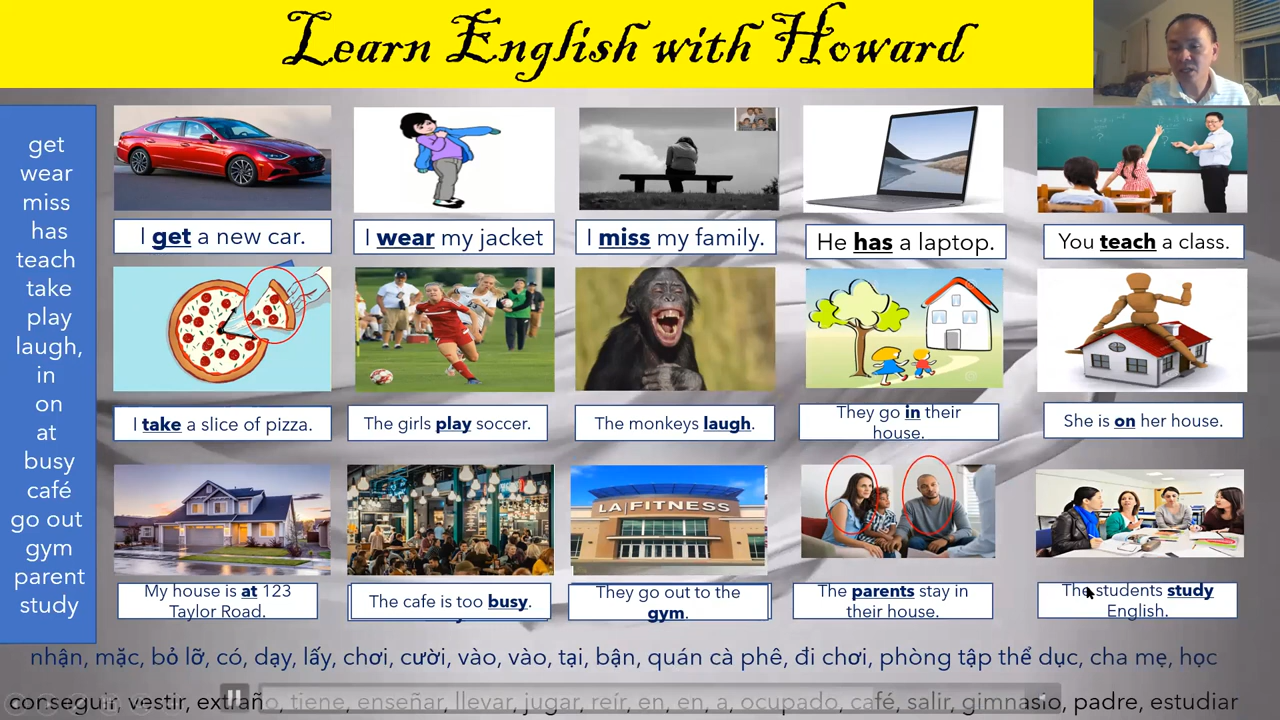 Learn English with Howard
get
wear
miss
has
teach
take
play
laugh,
in
on
at
busy
café
go out
gym
parent
study
I get a new car.
I wear my jacket
I miss my family.
He has a laptop.
You teach a class.
I take a slice of pizza.
The girls play soccer.
The monkeys laugh.
They go in their
house.
She is on her house.
My house is at 123
Taylor Road.
The cafe is too busy.
LA FITNESS
They go out to the
gym.
The parents stay in
their house.
The students study
English.
nhận, mặc, bỏ lỡ, có, dạy, lấy, chơi, cười, vào, vào, tại, bận, quán cà phê, đi chơi, phòng tập thể dục, cha mẹ, học
conseguir, vestir, extraño, tiene, enseñar, llevar, jugar, reír, en, en, a, ocupado, café, salir, gimnasio, padre, estudiar